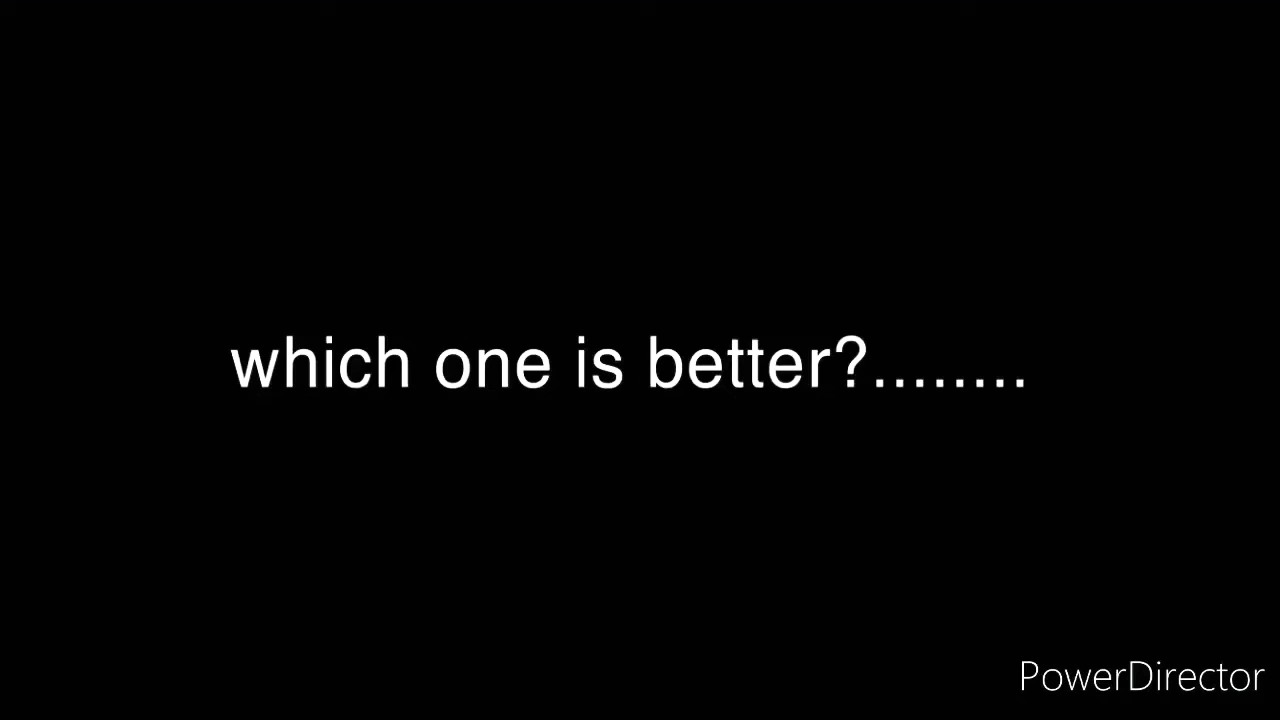 which one is better?........
PowerDirector